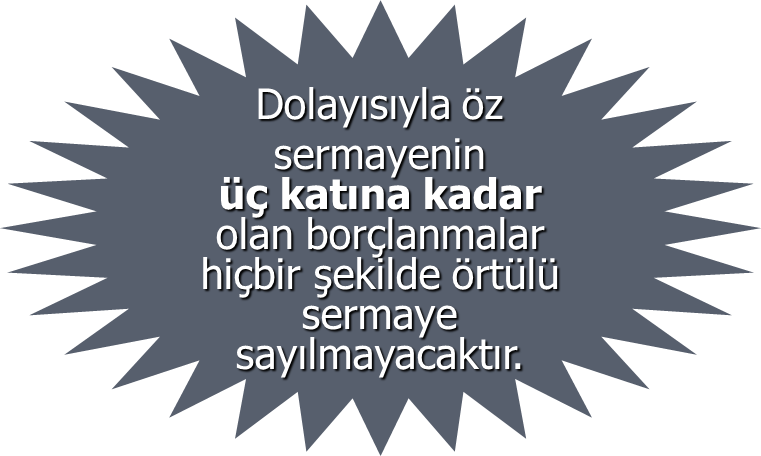 Dolayısıyla öz
sermayenin
üç katına kadar
olan borçlanmalar
hiçbir şekilde örtülü
sermaye
sayılmayacaktır.